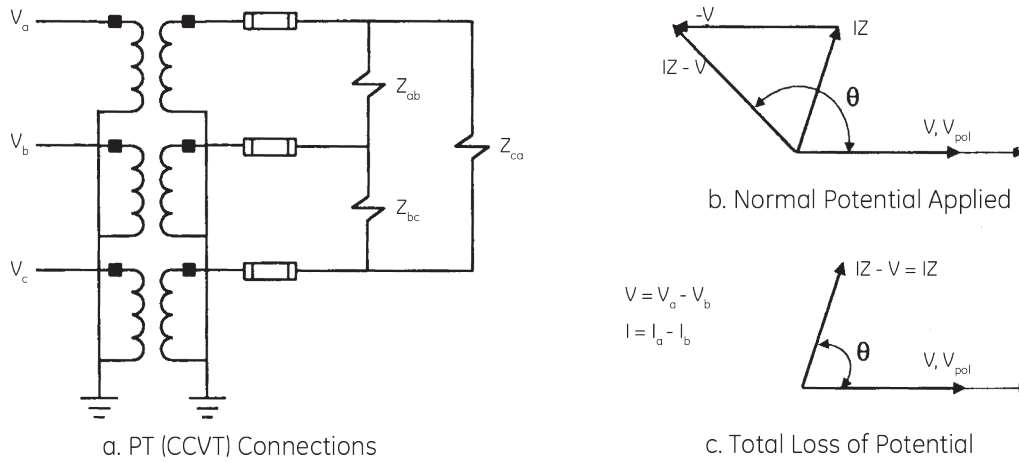 V_a
V_b
V_c
Z_ab
Z_bc
Z_ca
a. PT (CCVT) Connections
-V
IZ
IZ - V
θ
V, V_pol
b. Normal Potential Applied
V = V_a - V_b
I = I_a - I_b
IZ - V = IZ
θ
V, V_pol
c. Total Loss of Potential